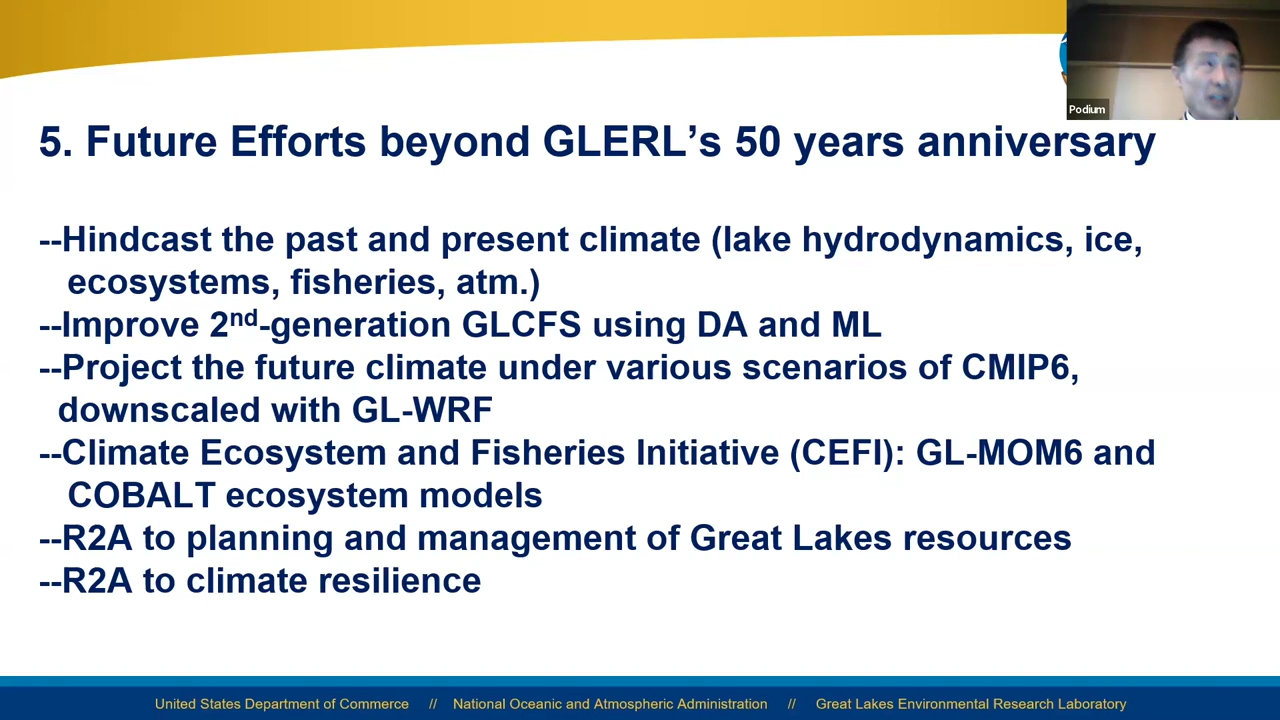 Podium
5. Future Efforts beyond GLERL’s 50 years anniversary
--Hindcast the past and present climate (lake hydrodynamics, ice,
ecosystems, fisheries, atm.)
--Improve 2nd-generation GLCFS using DA and ML
--Project the future climate under various scenarios of CMIP6,
downscaled with GL-WRF
--Climate Ecosystem and Fisheries Initiative (CEFI): GL-MOM6 and
COBALT ecosystem models
--R2A to planning and management of Great Lakes resources
--R2A to climate resilience
United States Department of Commerce // National Oceanic and Atmospheric Administration // Great Lakes Environmental Research Laboratory